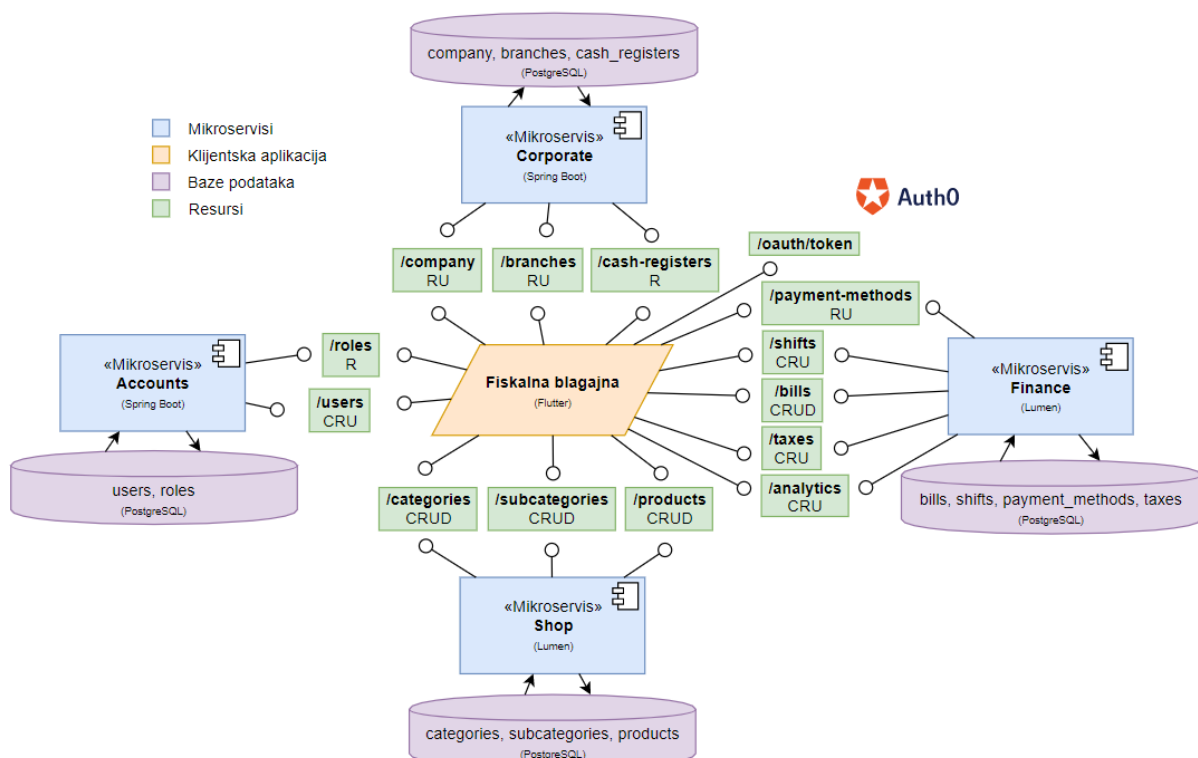 company, branches, cash_registers
(PostgreSQL)
Mikroservisi
Klijentska aplikacija
Baze podataka
Resursi
«Mikroservis»
Corporate
(Spring Boot)
Auth0
/company
RU
/branches
RU
/cash-registers
R
/oauth/token
/payment-methods
RU
«Mikroservis»
Accounts
(Spring Boot)
/roles
R
/users
CRU
Fiskalna blagajna
(Flutter)
/shifts
CRU
/bills
CRUD
/taxes
CRU
/analytics
CRU
«Mikroservis»
Finance
(Lumen)
users, roles
(PostgreSQL)
bills, shifts, payment_methods, taxes
(PostgreSQL)
/categories
CRUD
/subcategories
CRUD
/products
CRUD
«Mikroservis»
Shop
(Lumen)
categories, subcategories, products
(PostoreSQL)